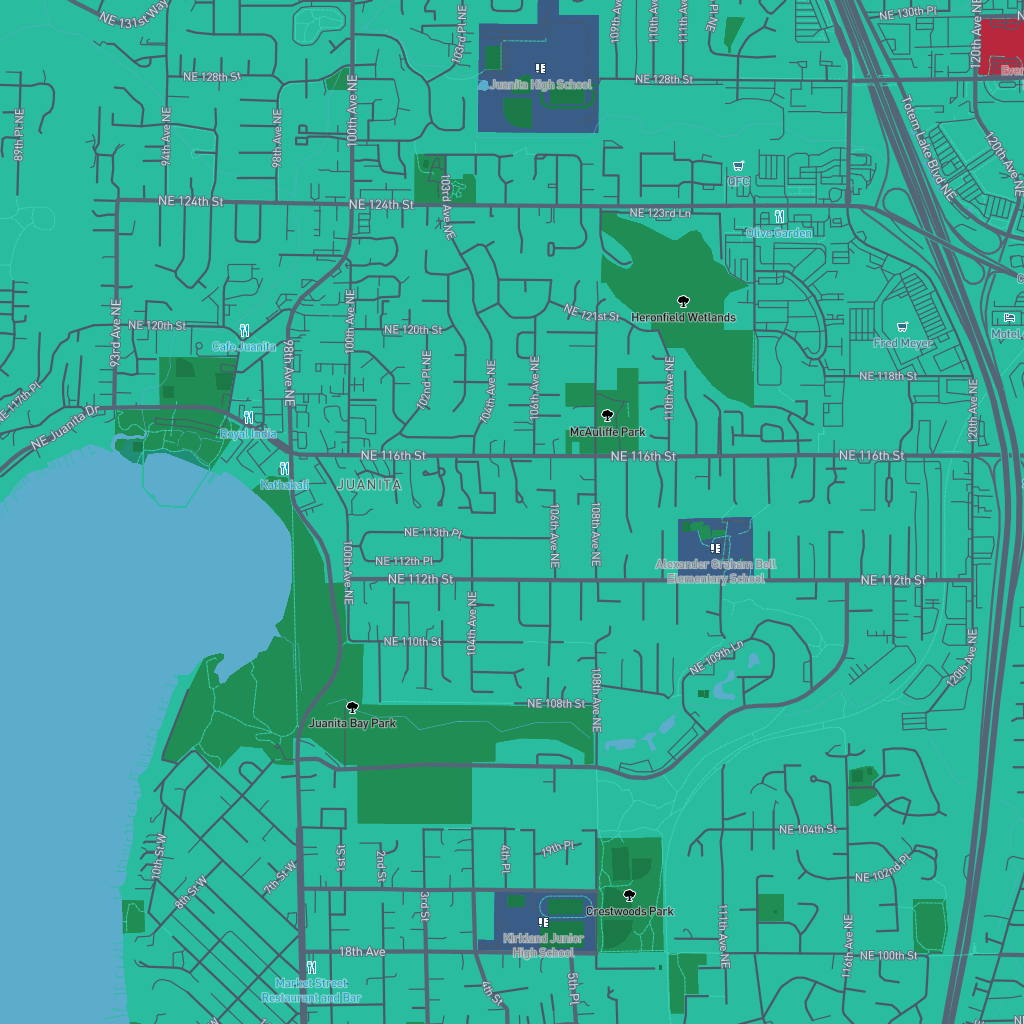 NE 131st Way
103rd Pl NE
109th Ave NE
110th Ave NE
111th Ave NE
Pl NE
NE 130th Pl
120th Ave NE
NE 128th St
Juanita High School
NE 128th St
Totem Lake Blvd NE
120th Ave NE
89th Pl NE
94th Ave NE
98th Ave NE
100th Ave NE
103rd Ave NE
QFC
NE 124th St
NE 124th St
NE 123rd Ln
Olive Garden
93rd Ave NE
NE 120th St
Cafe Juanita
98th Ave NE
100th Ave NE
NE 120th St
NE 121st St
Heronfield Wetlands
Fred Meyer
Motel
NE 117th Pl
102nd Pl NE
104th Ave NE
106th Ave NE
110th Ave NE
NE 118th St
120th Ave NE
NE Juanita Dr
Royal India
McAuliffe Park
NE 116th St
NE 116th St
NE 116th St
Kathakali
JUANITA
NE 113th Pl
NE 112th Pl
106th Ave NE
108th Ave NE
100th Ave NE
Alexander Graham Bell
Elementary School
NE 112th St
NE 112th St
NE 110th St
104th Ave NE
NE 109th Ln
120th Ave NE
NE 108th St
108th Ave NE
Juanita Bay Park
NE 104th St
10th St W
8th St W
7th St W
1st St
2nd St
3rd St
4th Pl
19th Pl
NE 102nd Pl
Crestwoods Park
Kirkland Junior
High School
111th Ave NE
116th Ave NE
NE 100th St
18th Ave
Market Street
Restaurant and Bar
4th St
5th Pl